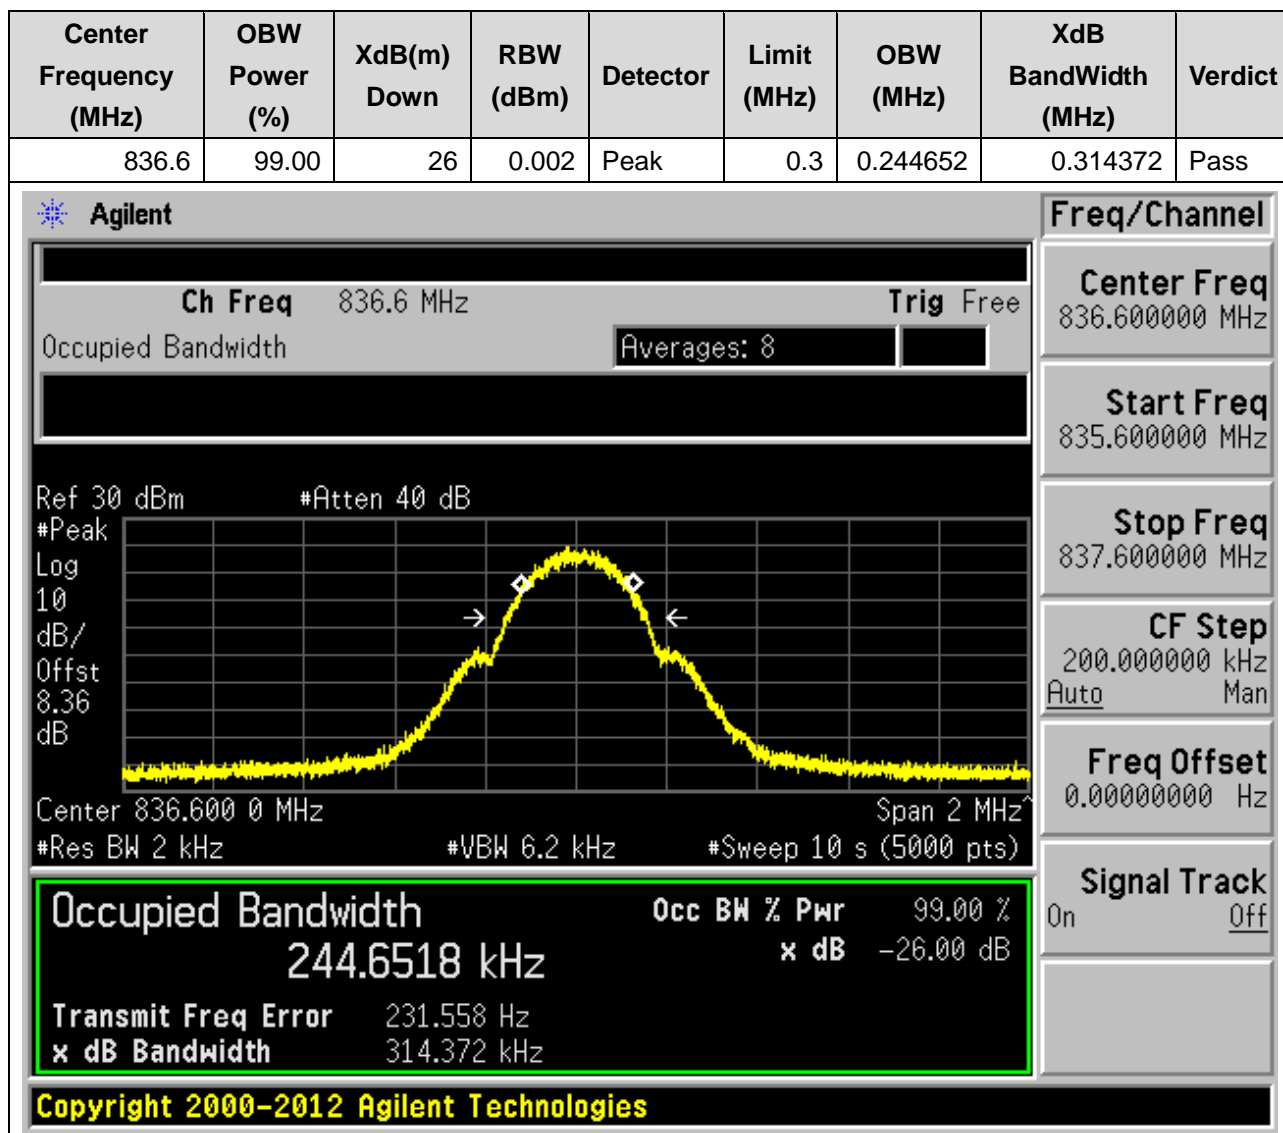 Center Frequency (MHz) OBW Power (%) XdB(m) Down RBW (dBm) Detector Limit (MHz) OBW (MHz) XdB BandWidth (MHz) Verdict
836.6 99.00 26 0.002 Peak 0.3 0.244652 0.314372 Pass
Agilent
Freq/Channel
Ch Freq 836.6 MHz Trig Free
Occupied Bandwidth Averages: 8
Ref 30 dBm #Atten 40 dB
#Peak
Log
10
dB/
Offst
8.36
dB
Center 836.600 0 MHz Span 2 MHz^
#Res BW 2 kHz #VBW 6.2 kHz #Sweep 10 s (5000 pts)
Occupied Bandwidth
244.6518 kHz
Occ BW % Pwr 99.00 %
x dB -26.00 dB
Transmit Freq Error 231.558 Hz
x dB Bandwidth 314.372 kHz
Center Freq
836.600000 MHz
Start Freq
835.600000 MHz
Stop Freq
837.600000 MHz
CF Step
200.000000 kHz
Auto Man
Freq Offset
0.00000000 Hz
Signal Track
On Off
Copyright 2000-2012 Agilent Technologies